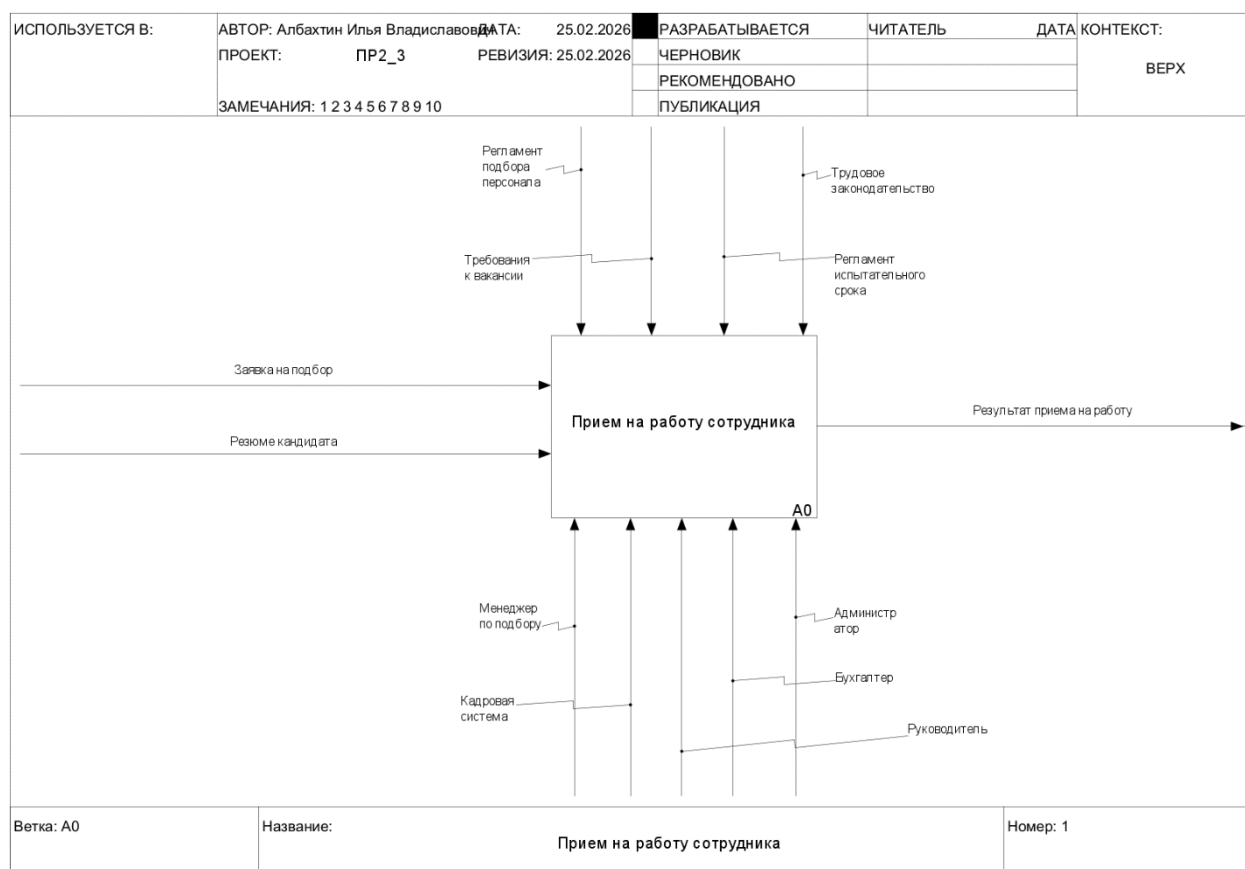 ИСПОЛЬЗУЕТСЯ В:
АВТОР: Албахтин Илья Владиславович
ДАТА: 25.02.2026
РАЗРАБАТЫВАЕТСЯ
ЧИТАТЕЛЬ
ДАТА
КОНТЕКСТ:
ПРОЕКТ: ПР2_3
РЕВИЗИЯ: 25.02.2026
ЧЕРНОВИК
ВЕРХ
РЕКОМЕНДОВАНО
ЗАМЕЧАНИЯ: 1 2 3 4 5 6 7 8 9 10
ПУБЛИКАЦИЯ
Регламент
подбора
персонала
Трудовое
законодательство
Требования
к вакансии
Регламент
испытательного
срока
Заявка на подбор
Резюме кандидата
Прием на работу сотрудника
A0
Результат приема на работу
Менеджер
по подбору
Администр
атор
Бухгалтер
Кадровая
система
Руководитель
Ветка: A0
Название:
Прием на работу сотрудника
Номер: 1